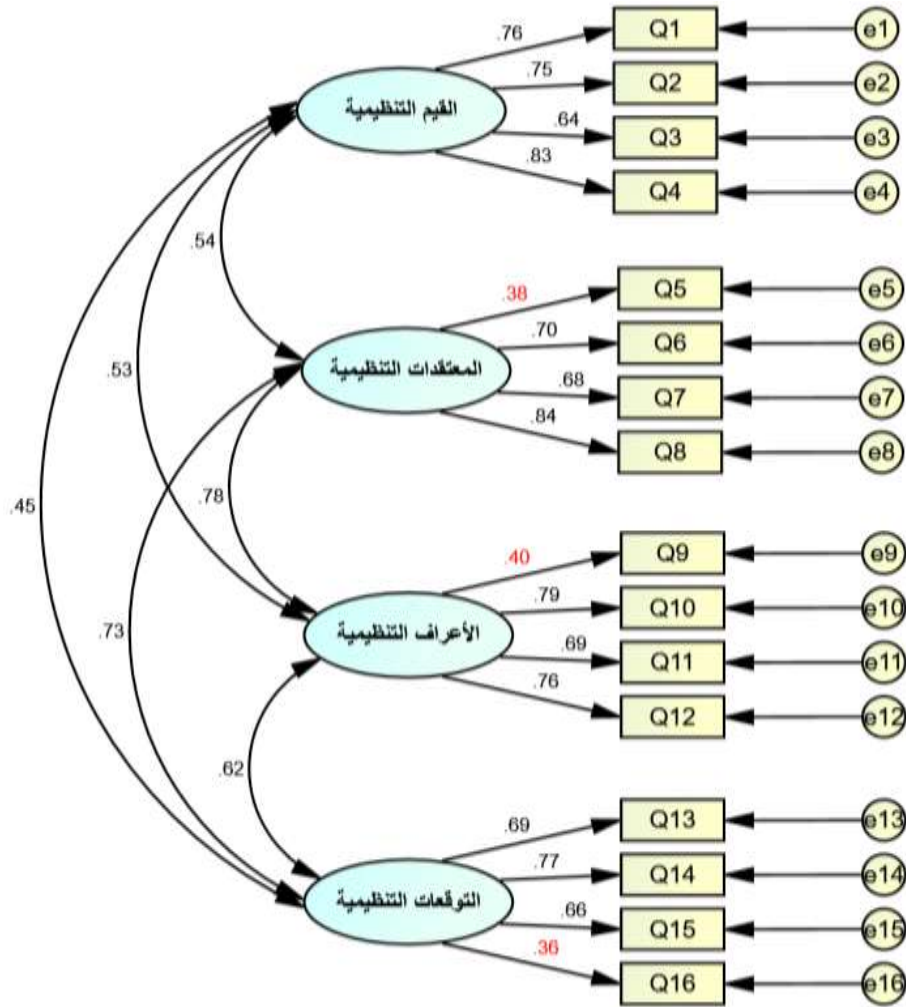 .76
Q1
e1
.75
Q2
e2
القيم التنظيمية
.64
Q3
e3
.83
Q4
e4
.54
.38
Q5
e5
.70
Q6
e6
المعتقدات التنظيمية
.53
.68
Q7
e7
.84
Q8
e8
.45
.78
.40
Q9
e9
.79
Q10
e10
الأعراف التنظيمية
.73
.69
Q11
e11
.76
Q12
e12
.62
.69
Q13
e13
.77
Q14
e14
التوقعات التنظيمية
.66
Q15
e15
.36
Q16
e16